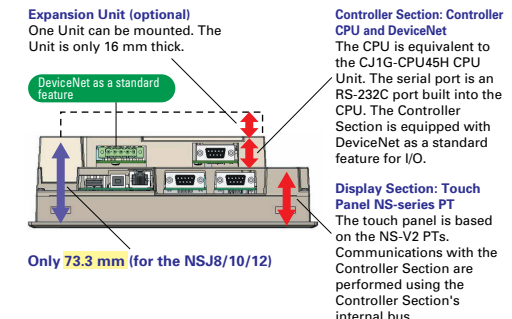 Expansion Unit (optional)
One Unit can be mounted. The
Unit is only 16 mm thick.
DeviceNet as a standard
feature
Only 73.3 mm (for the NSJ8/10/12)
Controller Section: Controller
CPU and DeviceNet
The CPU is equivalent to
the CJ1G-CPU45H CPU
Unit. The serial port is an
RS-232C port built into the
CPU. The Controller
Section is equipped with
DeviceNet as a standard
feature for I/O.
Display Section: Touch
Panel NS-series PT
The touch panel is based
on the NS-V2 PTs.
Communications with the
Controller Section are
performed using the
Controller Section's
internal bus.